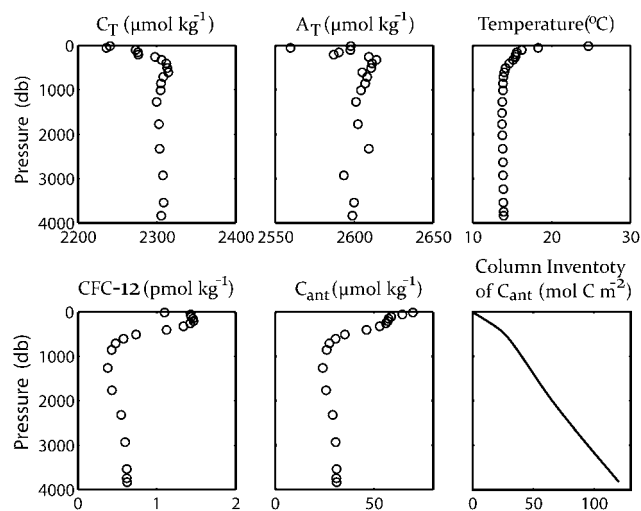 C_T (μmol kg⁻¹) A_T (μmol kg⁻¹) Temperature(°C)
0
1000
2000
3000
4000
Pressure (db)
2200 2300 2400 2550 2600 2650 10 20 30
CFC-12 (pmol kg⁻¹) C_ant (μmol kg⁻¹) Column Inventoty
of C_ant (mol C m⁻²)
0
1000
2000
3000
4000
Pressure (db)
0 1 2 0 50 0 50 100